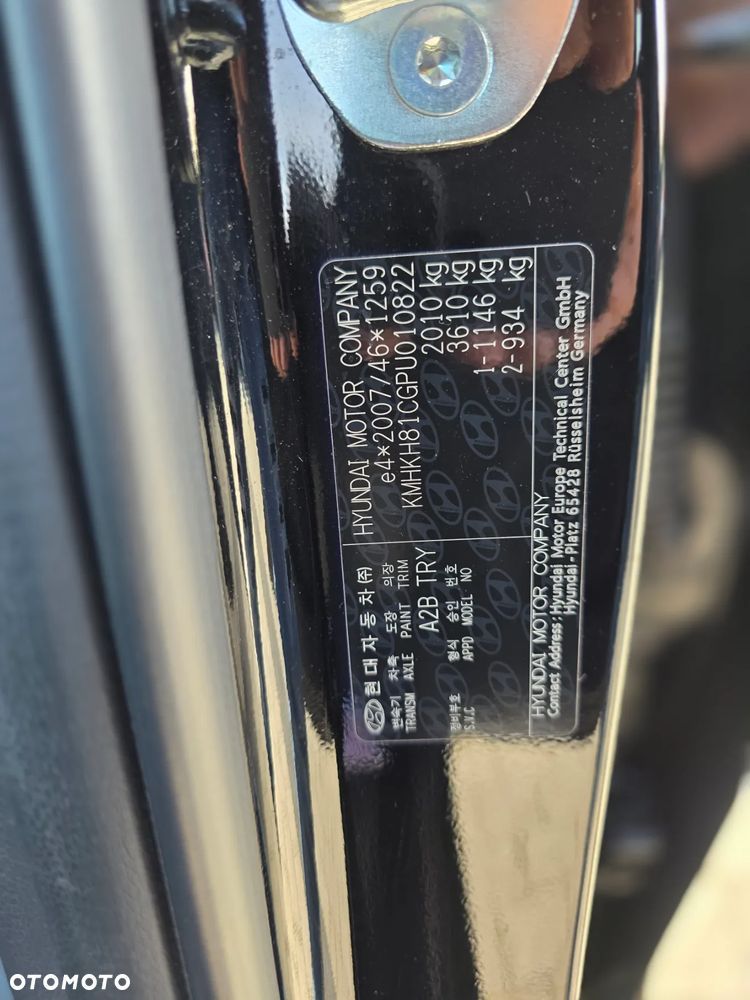 HYUNDAI MOTOR COMPANY
e4*2007/46*1259
KMHKH81CGPU010822
2010 kg
3610 kg
1-1146 kg
2-934 kg
현대자동차(주)
변속기 차축 도장 의장
TRANSM AXLE PAINT TRIM
A2B TRY
정비부호 형식 승인 번호
S.V.C APPD MODEL NO
HYUNDAI MOTOR COMPANY
Contact Address : Hyundai Motor Europe Technical Center GmbH
Hyundai-Platz 65428 Rüsselsheim Germany
OTOMOTO